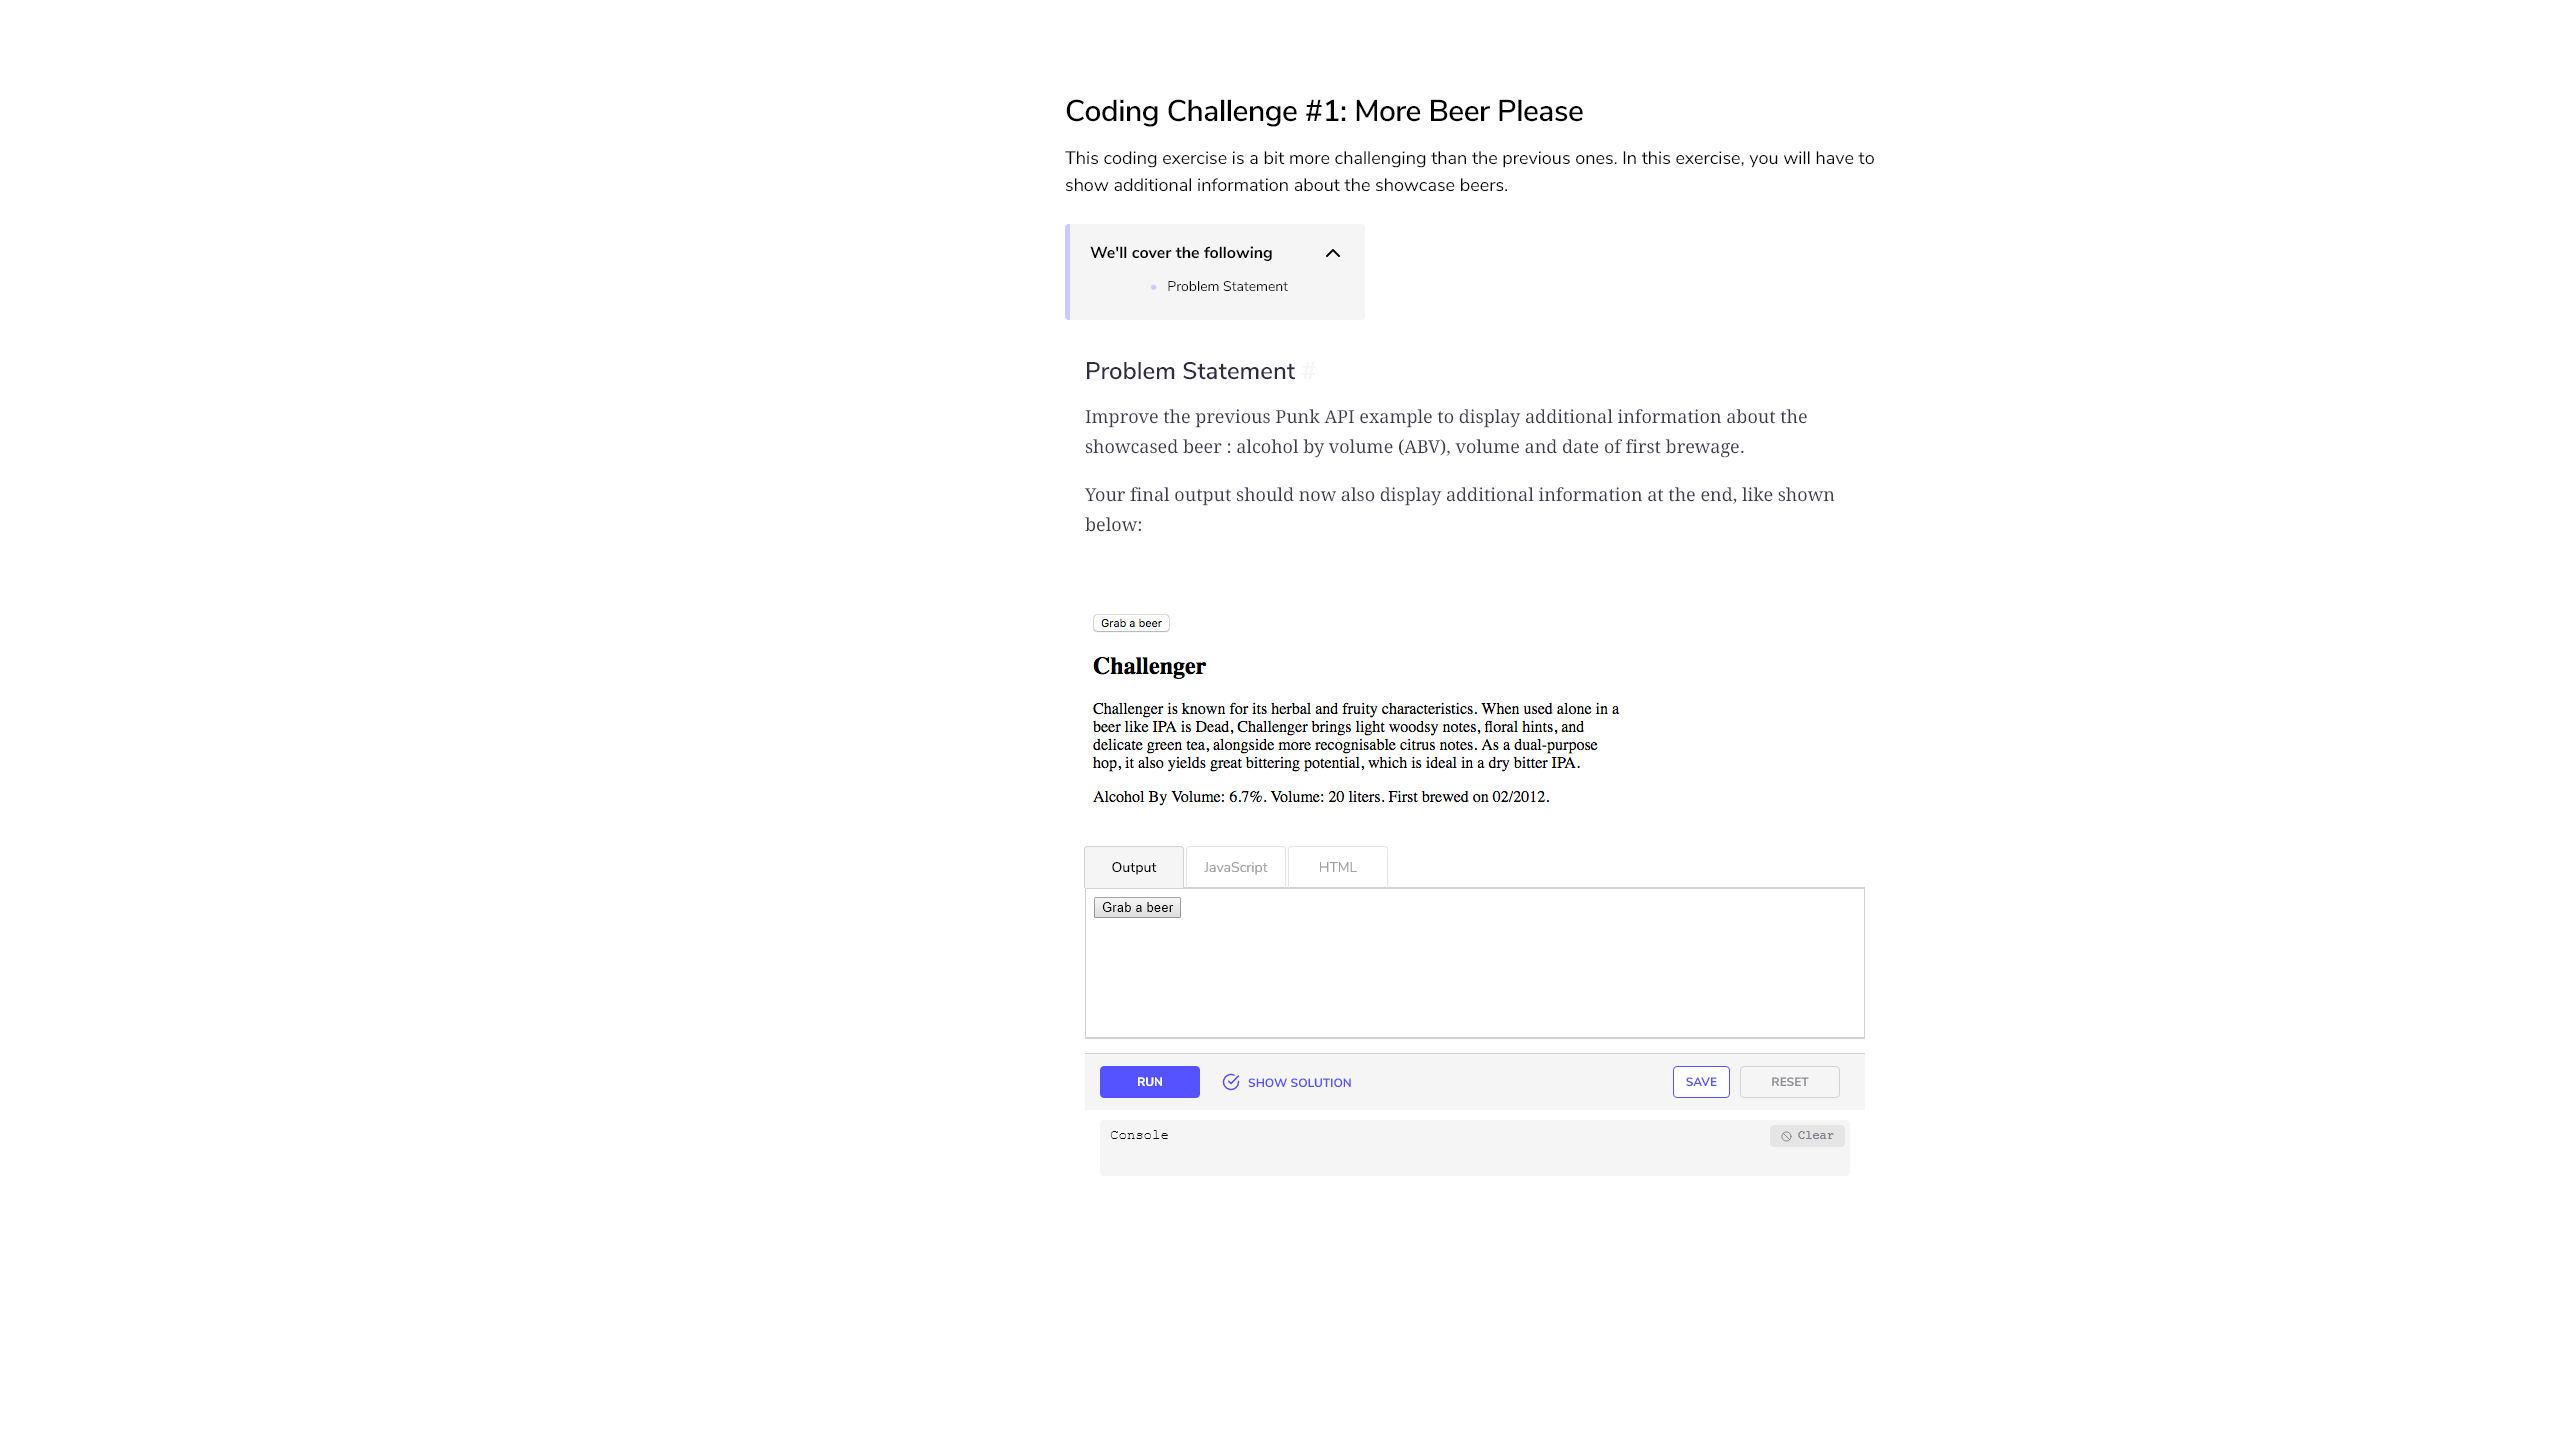 Coding Challenge #1: More Beer Please
This coding exercise is a bit more challenging than the previous ones. In this exercise, you will have to
show additional information about the showcase beers.
We'll cover the following
Problem Statement
Problem Statement #
Improve the previous Punk API example to display additional information about the
showcased beer : alcohol by volume (ABV), volume and date of first brewage.
Your final output should now also display additional information at the end, like shown
below:
Grab a beer
Challenger
Challenger is known for its herbal and fruity characteristics. When used alone in a
beer like IPA is Dead, Challenger brings light woodsy notes, floral hints, and
delicate green tea, alongside more recognisable citrus notes. As a dual-purpose
hop, it also yields great bittering potential, which is ideal in a dry bitter IPA.
Alcohol By Volume: 6.7%. Volume: 20 liters. First brewed on 02/2012.
Output JavaScript HTML
Grab a beer
RUN SHOW SOLUTION SAVE RESET
Console Clear